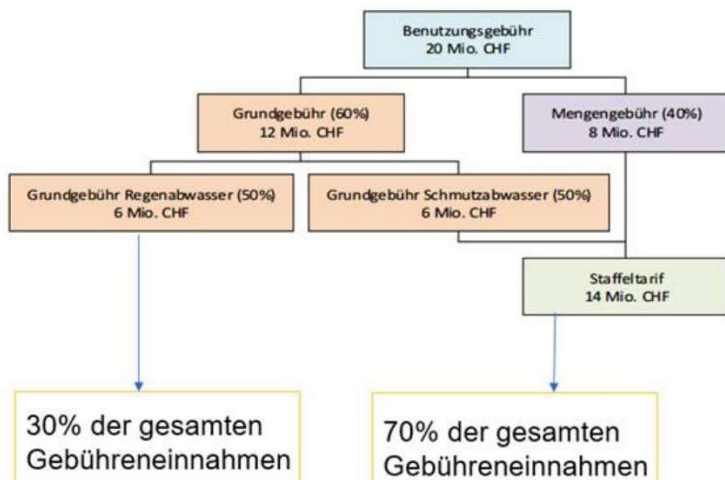 Benutzungsgebühr
20 Mio. CHF
Grundgebühr (60%)
12 Mio. CHF
Mengengebühr (40%)
8 Mio. CHF
Grundgebühr Regenabwasser (50%)
6 Mio. CHF
Grundgebühr Schmutzabwasser (50%)
6 Mio. CHF
Staffeltarif
14 Mio. CHF
30% der gesamten
Gebühreneinnahmen
70% der gesamten
Gebühreneinnahmen